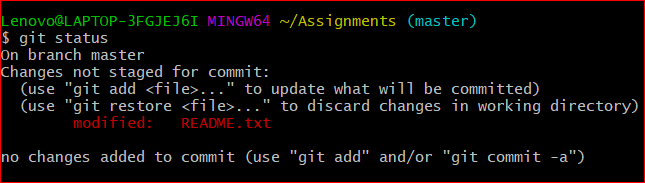 Lenovo@LAPTOP-3FGJEJ6I MINGW64 ~/Assignments (master)
$ git status
On branch master
Changes not staged for commit:
  (use "git add <file>..." to update what will be committed)
  (use "git restore <file>..." to discard changes in working directory)
        modified:   README.txt

no changes added to commit (use "git add" and/or "git commit -a")